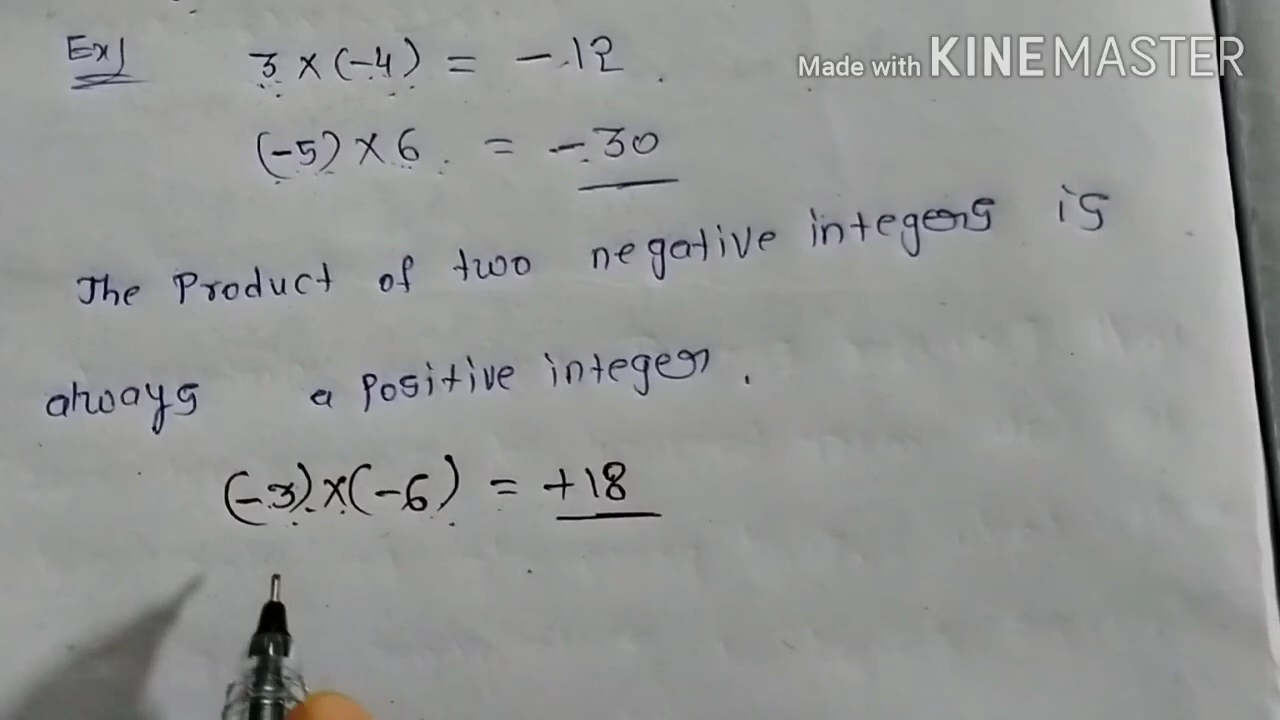 Ex) 3 × (-4) = -12 Made with KINEMASTER
(-5) × 6 = -30
The Product of two negative integers is
always a Positive integer.
(-3) × (-6) = +18